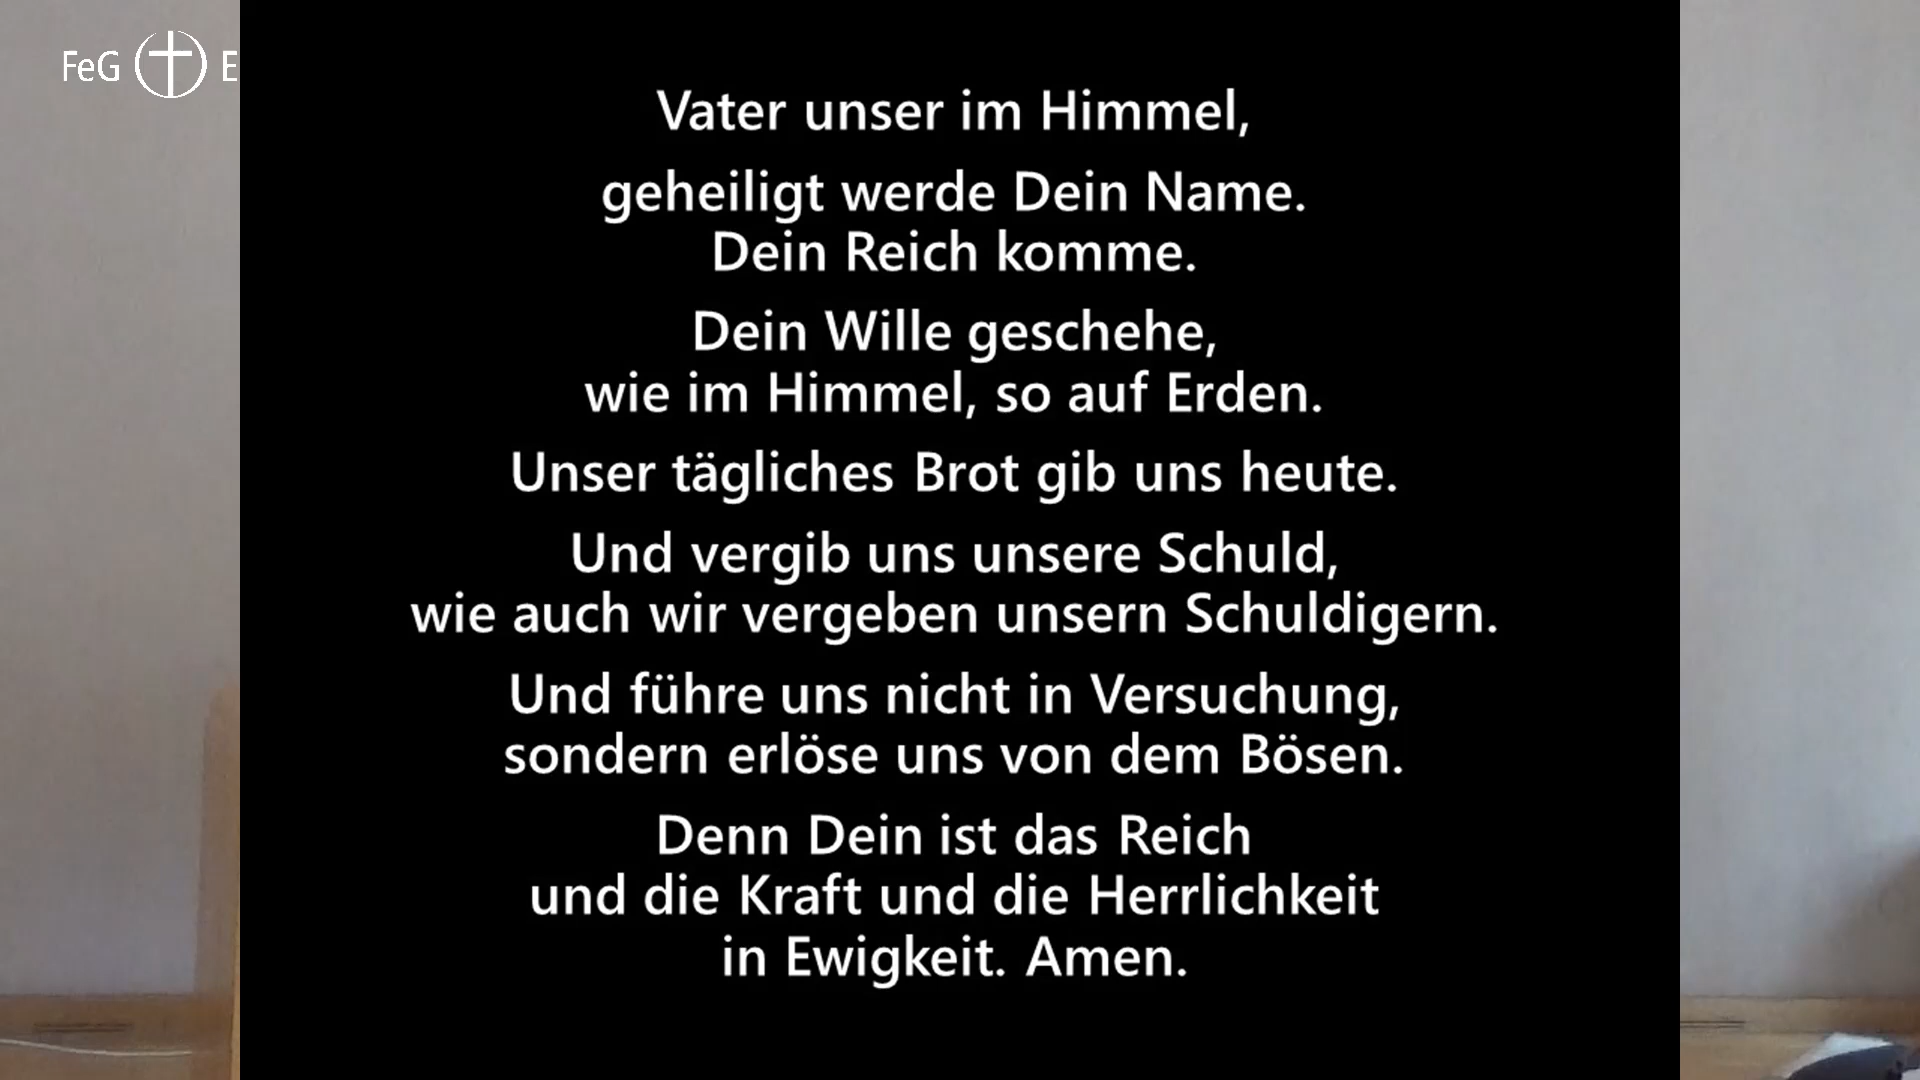 FeG E
Vater unser im Himmel,
geheiligt werde Dein Name.
Dein Reich komme.
Dein Wille geschehe,
wie im Himmel, so auf Erden.
Unser tägliches Brot gib uns heute.
Und vergib uns unsere Schuld,
wie auch wir vergeben unsern Schuldigern.
Und führe uns nicht in Versuchung,
sondern erlöse uns von dem Bösen.
Denn Dein ist das Reich
und die Kraft und die Herrlichkeit
in Ewigkeit. Amen.